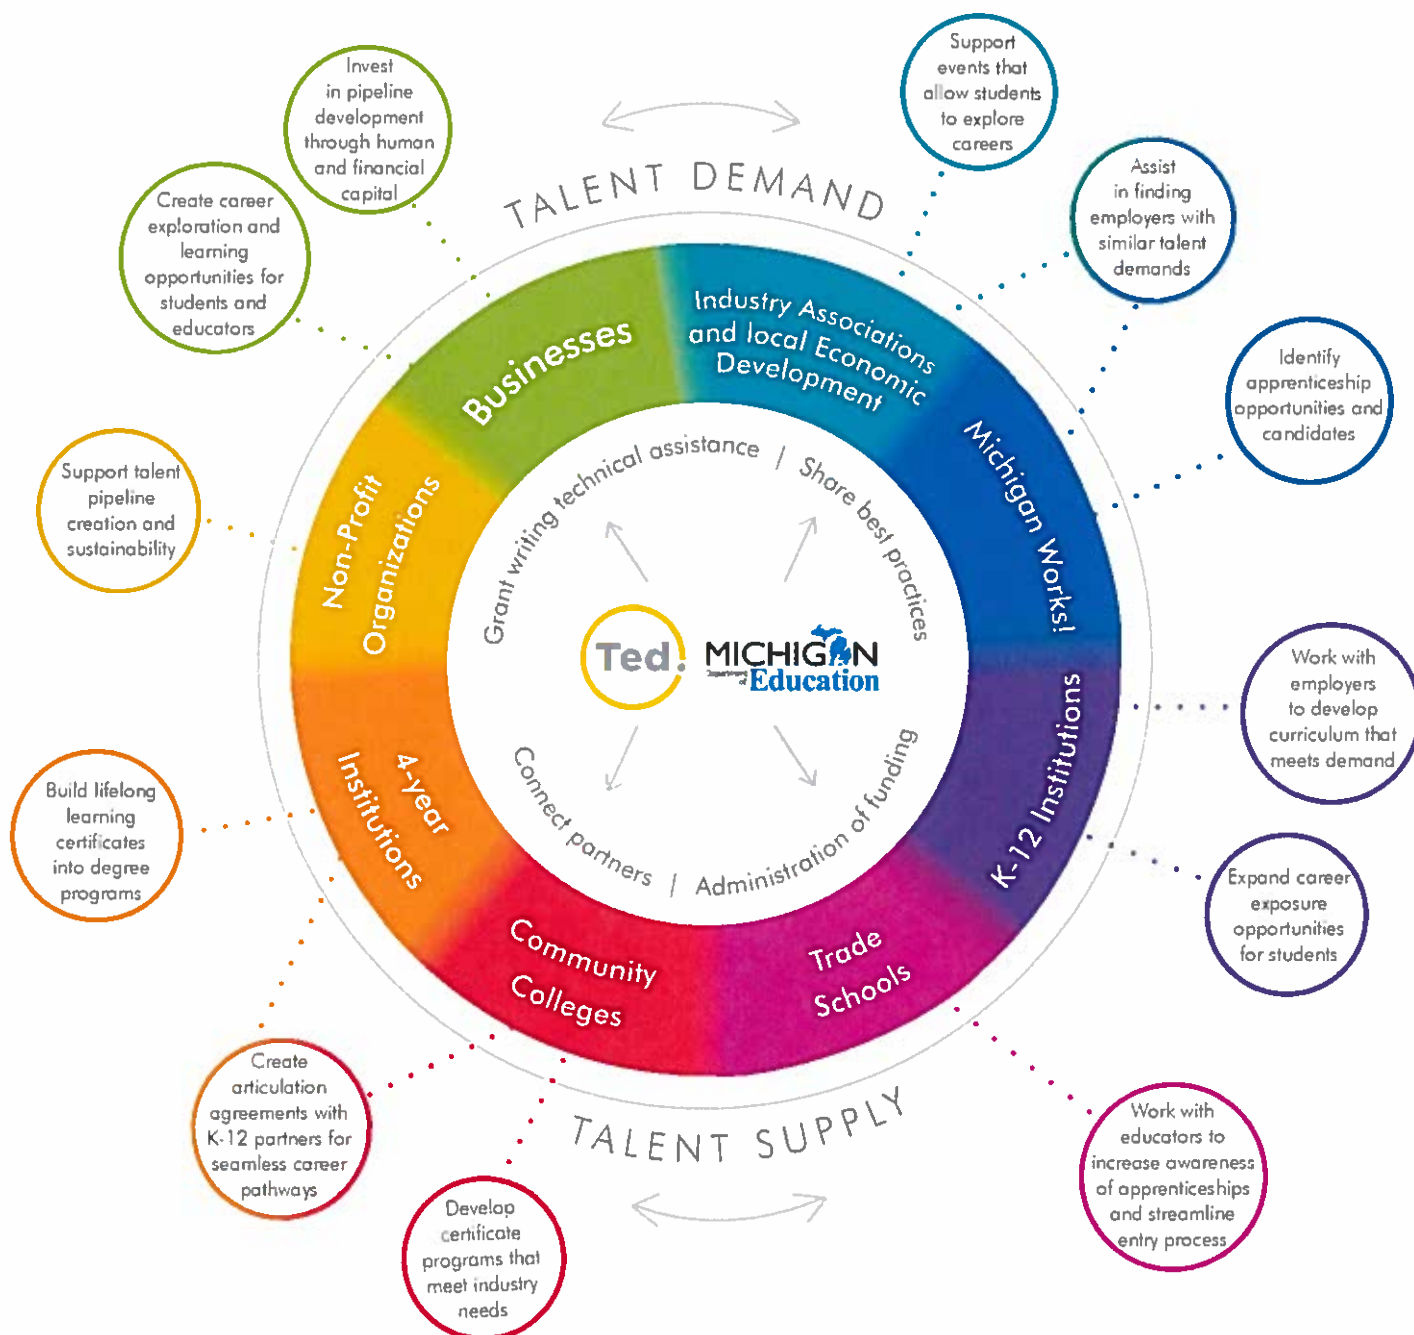 Invest
in pipeline
development
through human
and financial
capital
Support
events that
allow students
to explore
careers
TALENT DEMAND
Create career
exploration and
learning
opportunities for
students and
educators
Assist
in finding
employers with
similar talent
demands
Businesses
Industry Associations
and local Economic
Development
Identify
apprenticeship
opportunities and
candidates
Michigan Works!
Support talent
pipeline
creation and
sustainability
Non-Profit
Organizations
Grant writing technical assistance | Share best practices
Ted.
MICHIGAN
Department
of Education
Connect partners | Administration of funding
Work with
employers
to develop
curriculum that
meets demand
K-12 Institutions
4-year
Institutions
Build lifelong
learning
certificates
into degree
programs
Expand career
exposure
opportunities
for students
Community
Colleges
Trade
Schools
Create
articulation
agreements with
K-12 partners for
seamless career
pathways
TALENT SUPPLY
Work with
educators to
increase awareness
of apprenticeships
and streamline
entry process
Develop
certificate
programs that
meet industry
needs